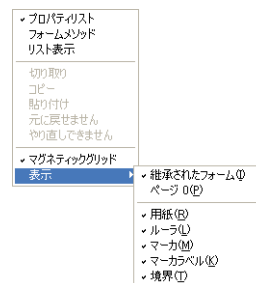 プロパティリスト
フォームメソッド
リスト表示
切り取り
コピー
貼り付け
元に戻せません
やり直しできません
マグネティックグリッド
表示
継承されたフォーム(I)
ページ 0(P)
用紙(R)
ルーラ(L)
マーカ(M)
マーカラベル(K)
境界(T)